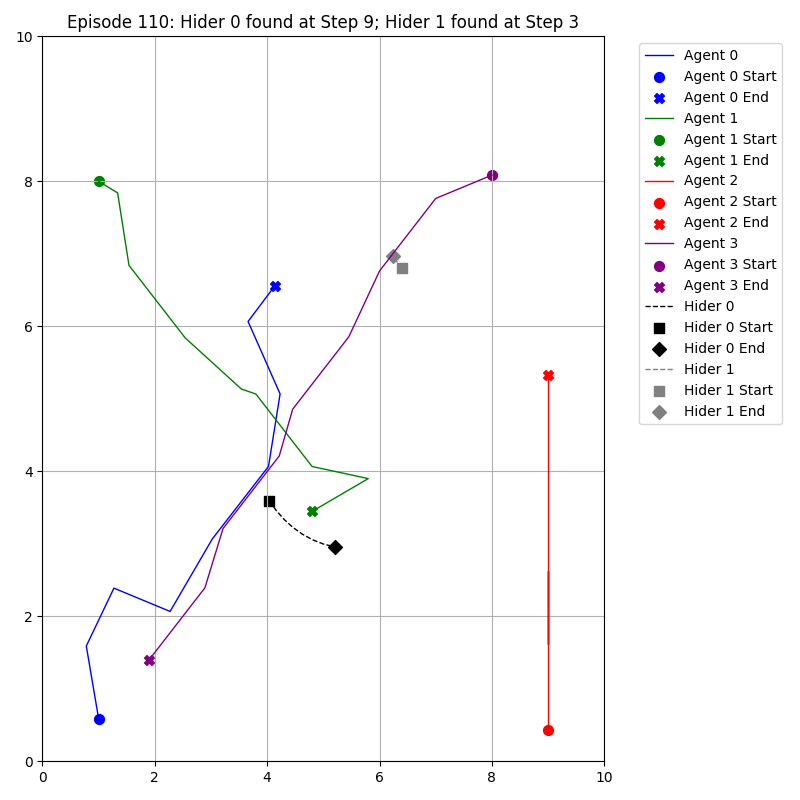 Episode 110: Hider 0 found at Step 9; Hider 1 found at Step 3
10
8
6
4
2
0
0 2 4 6 8 10
Agent 0
Agent 0 Start
Agent 0 End
Agent 1
Agent 1 Start
Agent 1 End
Agent 2
Agent 2 Start
Agent 2 End
Agent 3
Agent 3 Start
Agent 3 End
Hider 0
Hider 0 Start
Hider 0 End
Hider 1
Hider 1 Start
Hider 1 End